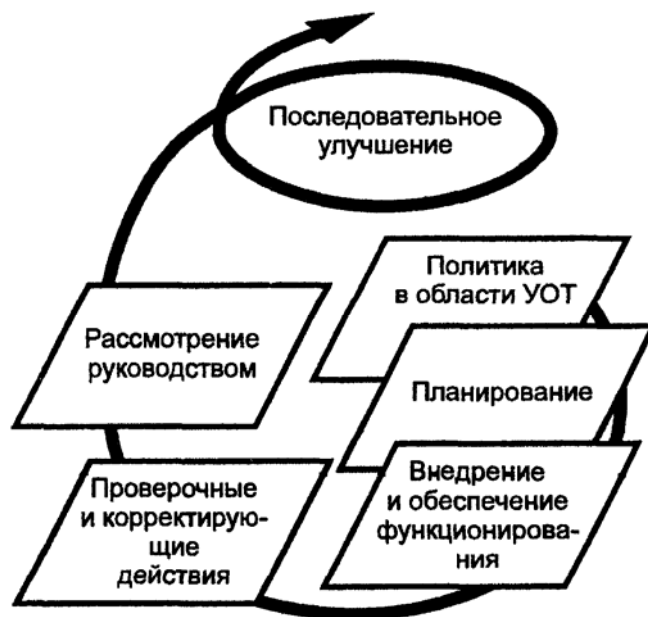 Последовательное
улучшение
Политика
в области УОТ
Планирование
Внедрение
и обеспечение
функционирова-
ния
Проверочные
и корректирую-
щие
действия
Рассмотрение
руководством